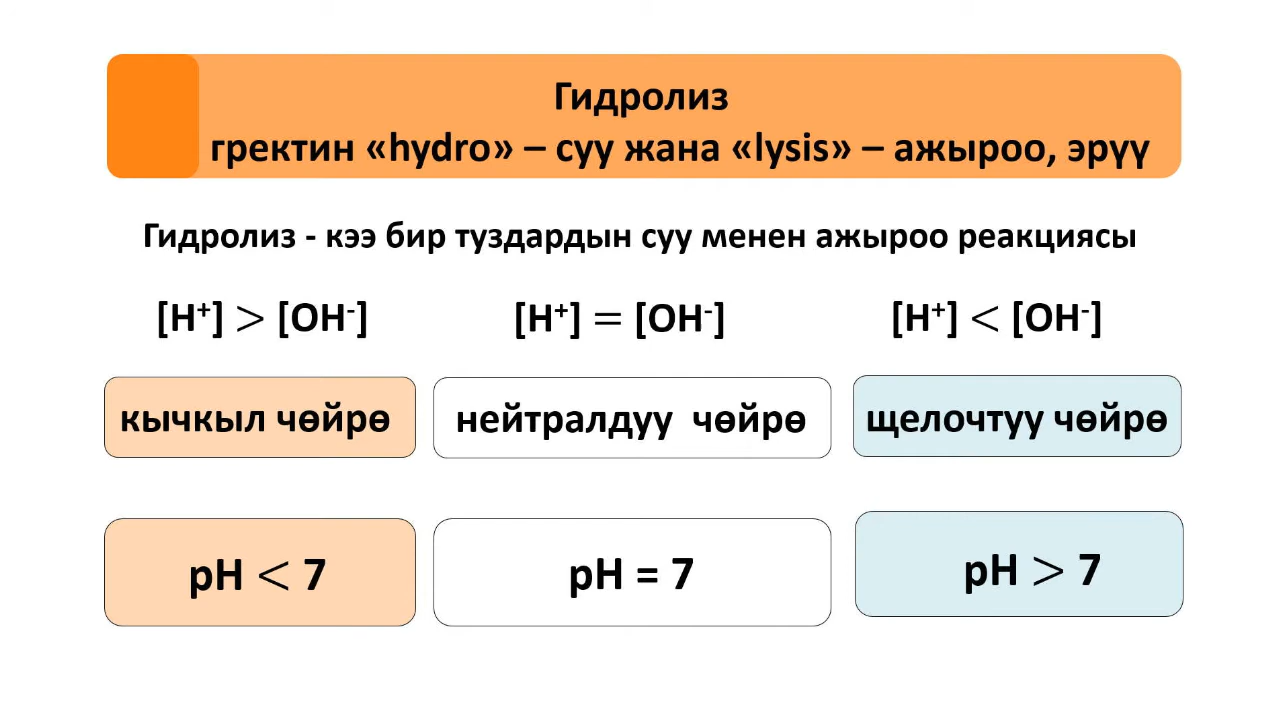 Гидролиз
гректин «hydro» – суу жана «lysis» – ажыроо, эрүү
Гидролиз - кээ бир туздардын суу менен ажыроо реакциясы
[H⁺] > [OH⁻] [H⁺] = [OH⁻] [H⁺] < [OH⁻]
кычкыл чөйрө нейтралдуу чөйрө щелочтуу чөйрө
pH < 7 pH = 7 pH > 7